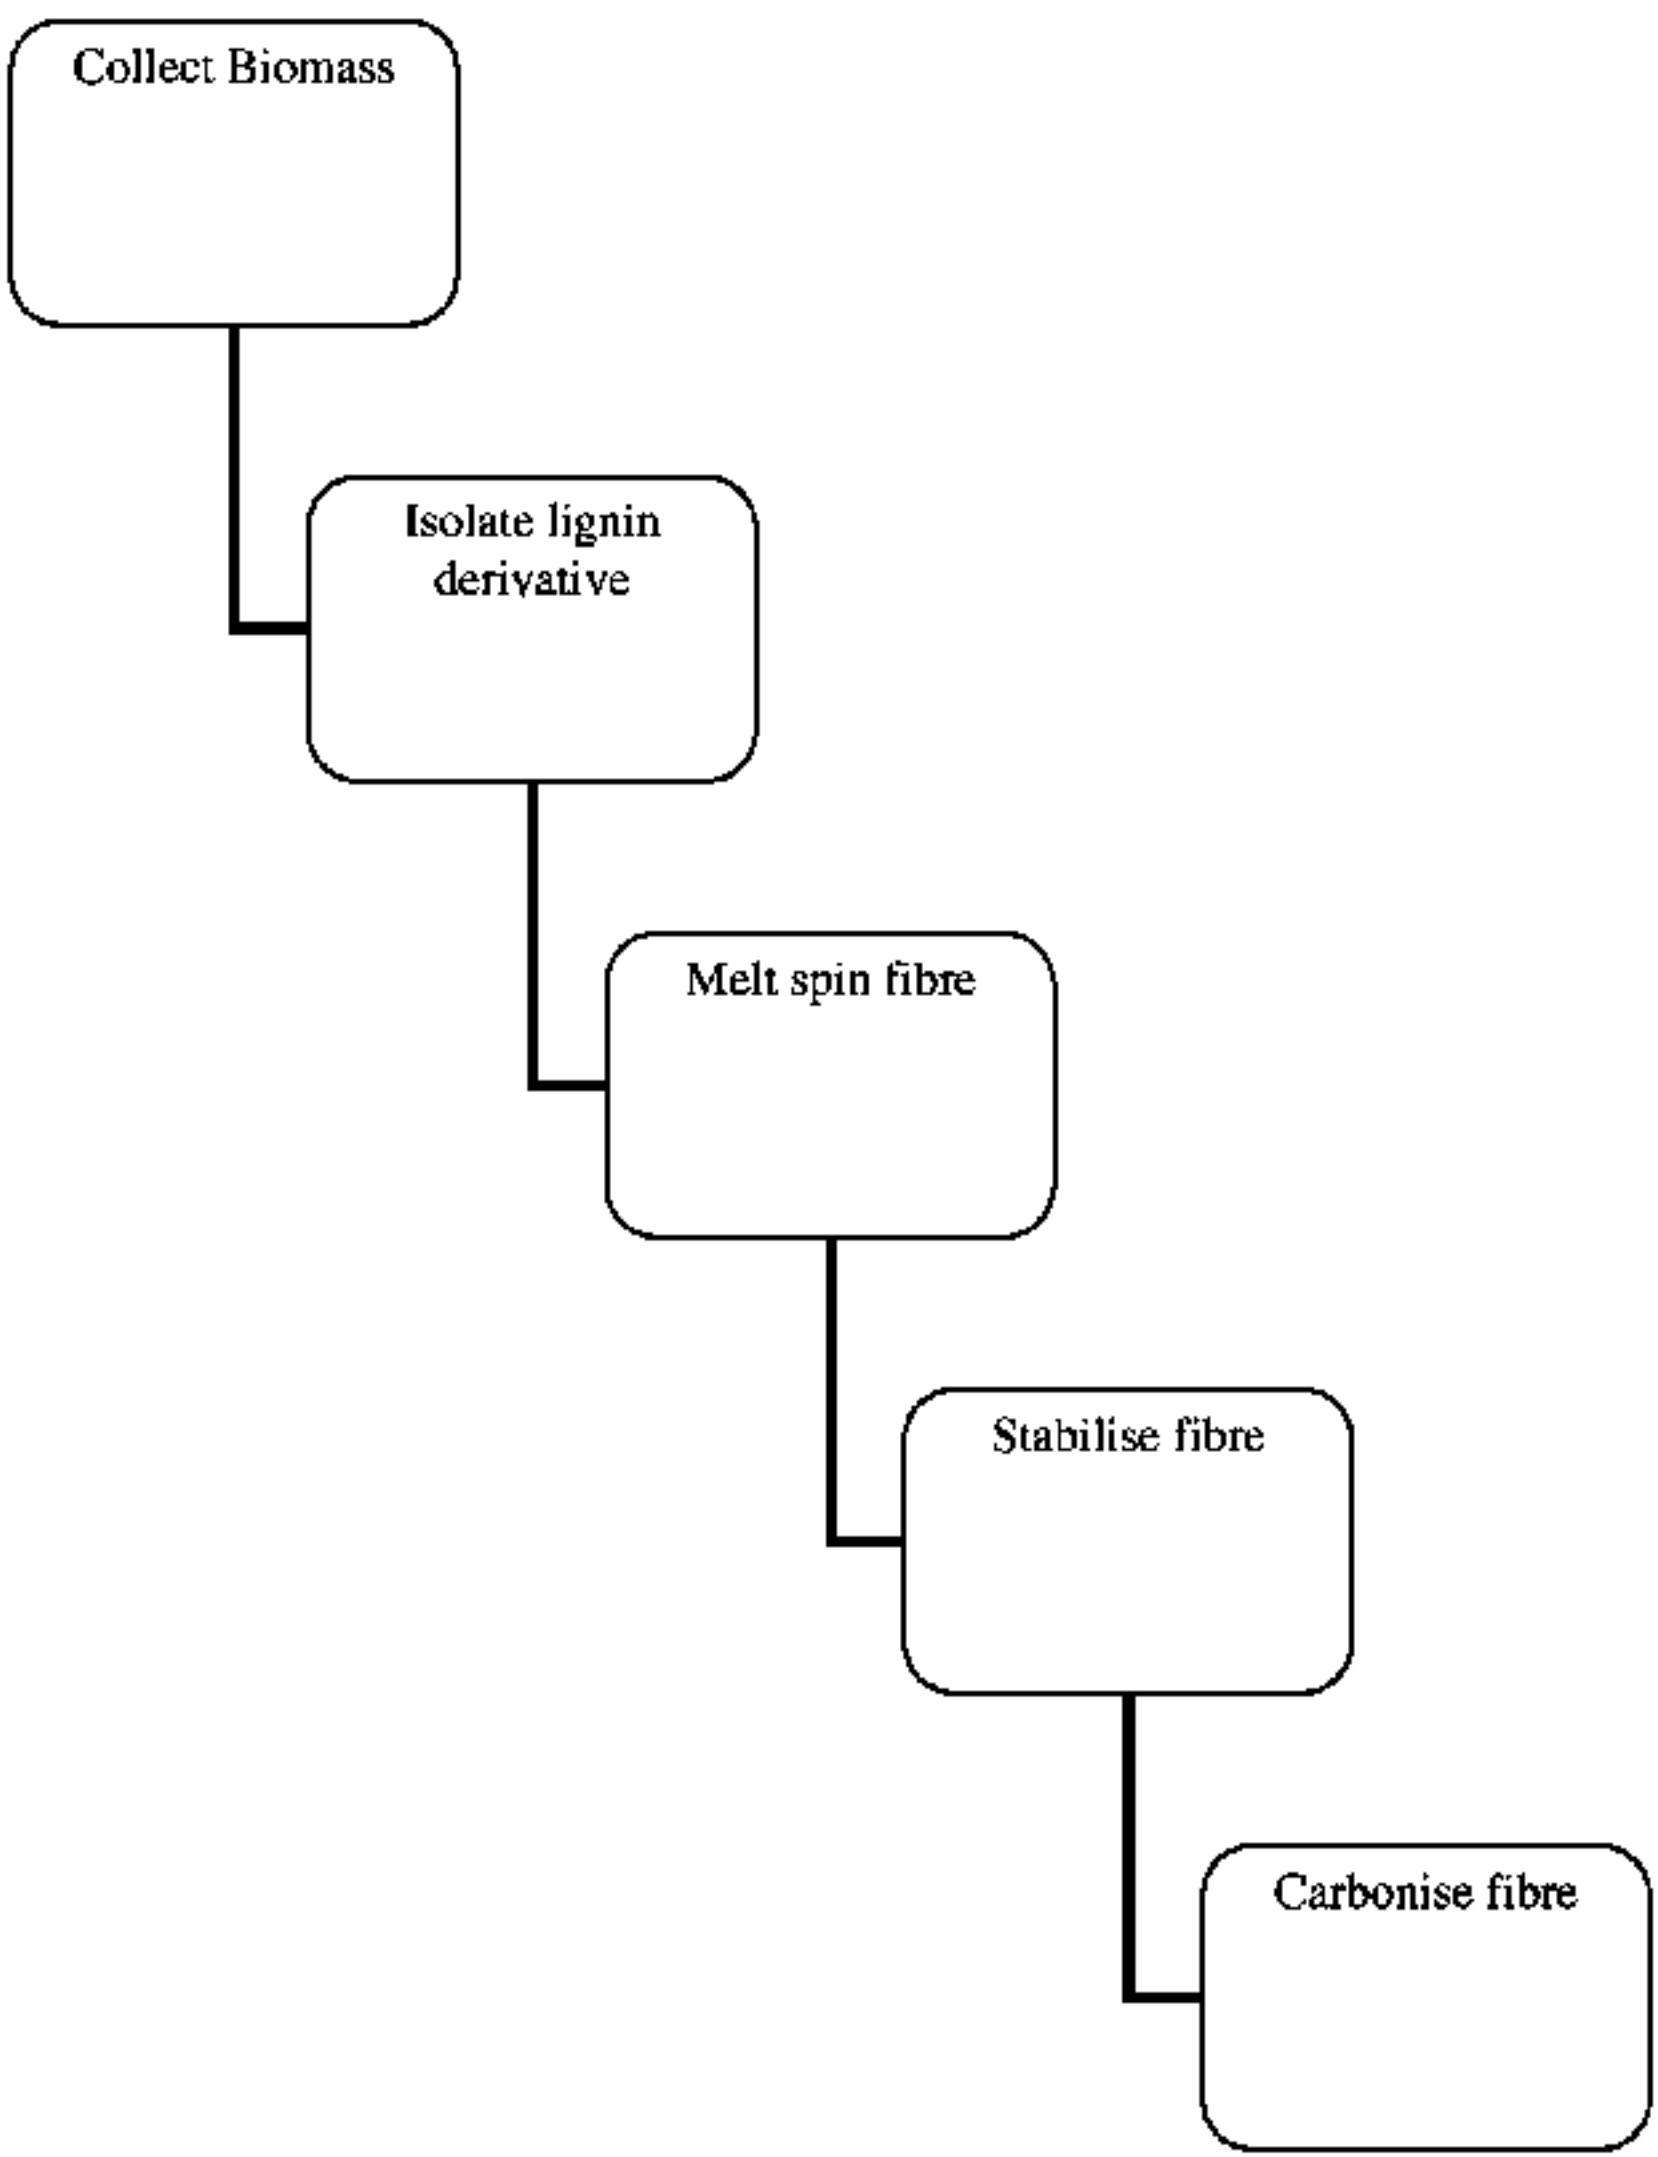 Collect Biomass
Isolate lignin
derivative
Melt spin fibre
Stabilise fibre
Carbonise fibre